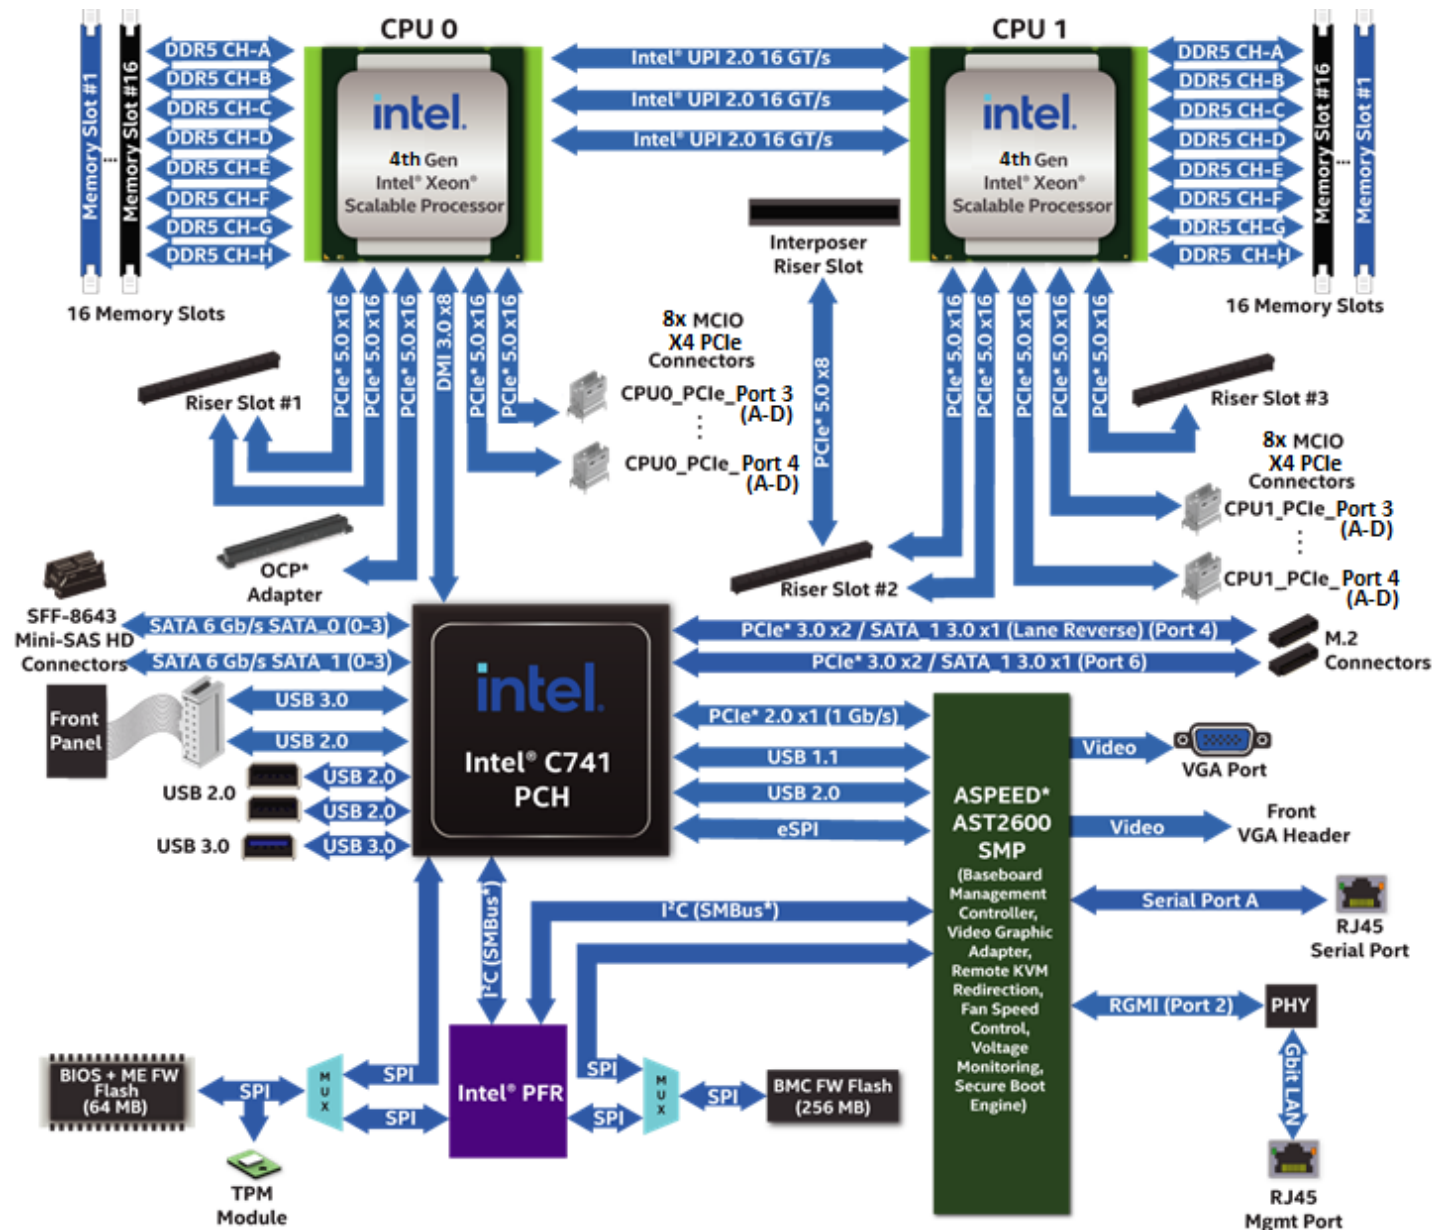 CPU 0
CPU 1
Memory Slot #1
...
Memory Slot #16
DDR5 CH-A
DDR5 CH-B
DDR5 CH-C
DDR5 CH-D
DDR5 CH-E
DDR5 CH-F
DDR5 CH-G
DDR5 CH-H
16 Memory Slots
intel.
4th Gen
Intel® Xeon®
Scalable Processor
Intel® UPI 2.0 16 GT/s
Intel® UPI 2.0 16 GT/s
Intel® UPI 2.0 16 GT/s
intel.
4th Gen
Intel® Xeon®
Scalable Processor
DDR5 CH-A
DDR5 CH-B
DDR5 CH-C
DDR5 CH-D
DDR5 CH-E
DDR5 CH-F
DDR5 CH-G
DDR5 CH-H
Memory Slot #16
...
Memory Slot #1
16 Memory Slots
Interposer
Riser Slot
PCIe* 5.0 x8
PCIe* 5.0 x16
PCIe* 5.0 x16
PCIe* 5.0 x16
DMI 3.0 x8
PCIe* 5.0 x16
PCIe* 5.0 x16
Riser Slot #1
OCP*
Adapter
8x MCIO
X4 PCIe
Connectors
CPU0_PCIe_Port 3
(A-D)
CPU0_PCIe_Port 4
(A-D)
PCIe* 5.0 x16
PCIe* 5.0 x16
PCIe* 5.0 x16
PCIe* 5.0 x16
PCIe* 5.0 x16
Riser Slot #3
8x MCIO
X4 PCIe
Connectors
CPU1_PCIe_Port 3
(A-D)
CPU1_PCIe_Port 4
(A-D)
Riser Slot #2
SFF-8643
Mini-SAS HD
Connectors
SATA 6 Gb/s SATA_0 (0-3)
SATA 6 Gb/s SATA_1 (0-3)
Front
Panel
USB 3.0
USB 2.0
USB 2.0
USB 2.0
USB 2.0
USB 3.0
USB 3.0
intel.
Intel® C741
PCH
PCIe* 3.0 x2 / SATA_1 3.0 x1 (Lane Reverse) (Port 4)
PCIe* 3.0 x2 / SATA_1 3.0 x1 (Port 6)
M.2
Connectors
PCIe* 2.0 x1 (1 Gb/s)
USB 1.1
USB 2.0
eSPI
ASPEED*
AST2600
SMP
(Baseboard
Management
Controller,
Video Graphic
Adapter,
Remote KVM
Redirection,
Fan Speed
Control,
Voltage
Monitoring,
Secure Boot
Engine)
Video
VGA Port
Video
Front
VGA Header
Serial Port A
RJ45
Serial Port
RGMI (Port 2)
PHY
Gbit LAN
RJ45
Mgmt Port
I²C (SMBus*)
I²C (SMBus*)
BIOS + ME FW
Flash
(64 MB)
SPI
MUX
SPI
SPI
Intel® PFR
SPI
SPI
MUX
SPI
BMC FW Flash
(256 MB)
TPM
Module